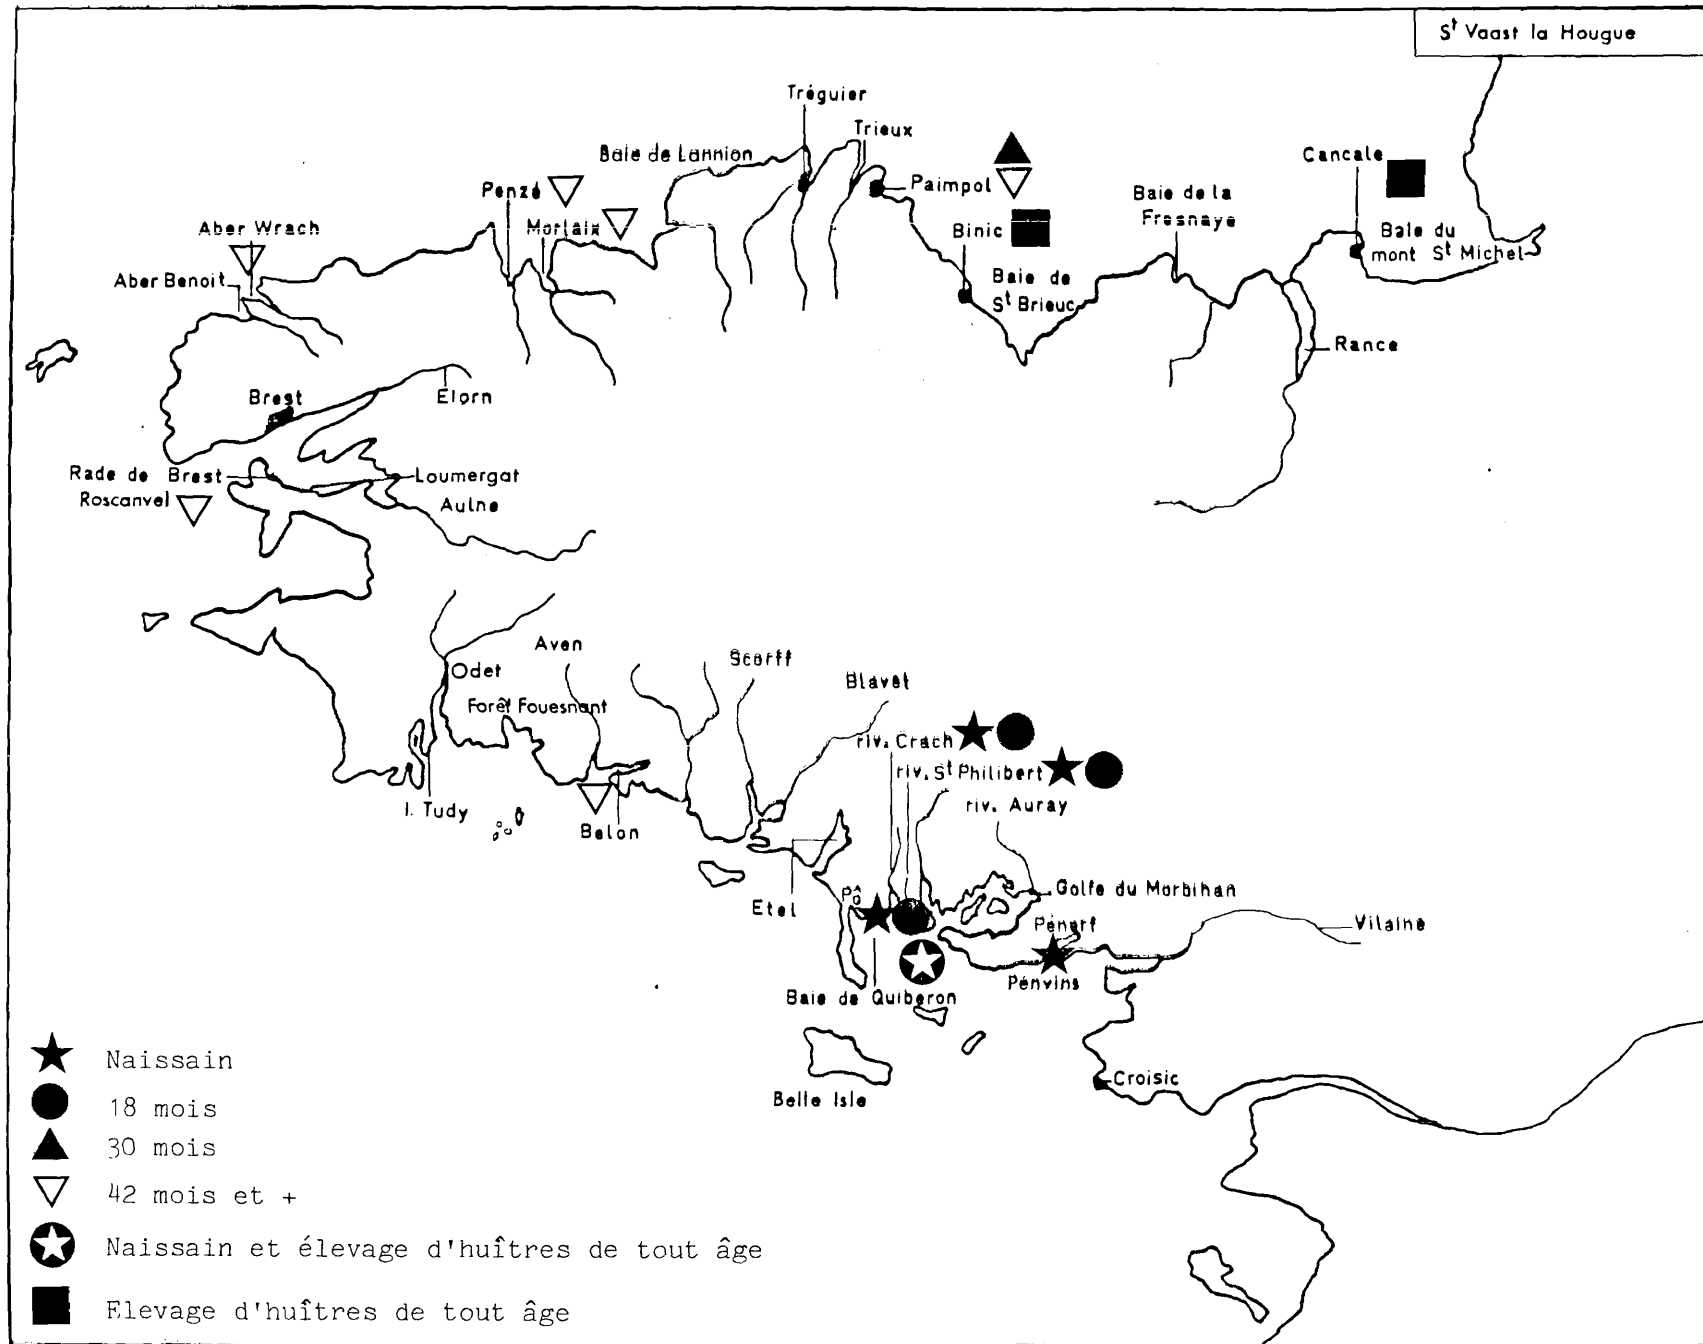 St Vaast la Hougue
Tréguier
Trieux
Baie de Lannion
Cancale
Penzé
Paimpol
Baie de la
Fresnaye
Morlaix
Aber Wrach
Binic
Baie du
mont St Michel
Aber Benoit
Baie de
St Brieuc
Rance
Brest
Elorn
Rade de Brest
Loumergat
Roscanvel
Aulne
Aven
Scorff
Odet
Blavet
Forêt Fouesnant
riv. Crach
riv. St Philibert
riv. Auray
I. Tudy
Belon
Golfe du Morbihan
Pô
Etel
Pénerf
Vilaine
Pénvins
Baie de Quiberon
Croisic
Belle Isle
Naissain
18 mois
30 mois
42 mois et +
Naissain et élevage d'huîtres de tout âge
Elevage d'huîtres de tout âge